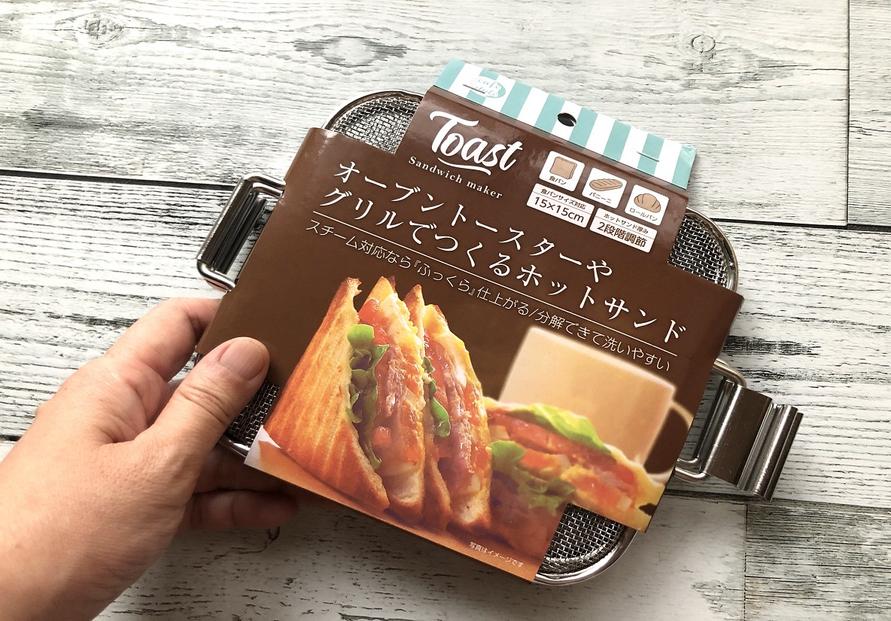 Toast
Sandwich maker
食パン
パニーニ
ロールパン
食パンサイズ対応
15×15cm
ホットサンド厚み
2段階調節
オーブントースターや
グリルでつくるホットサンド
スチーム対応なら『ふっくら』仕上がる/分解できて洗いやすい
写真はイメージです